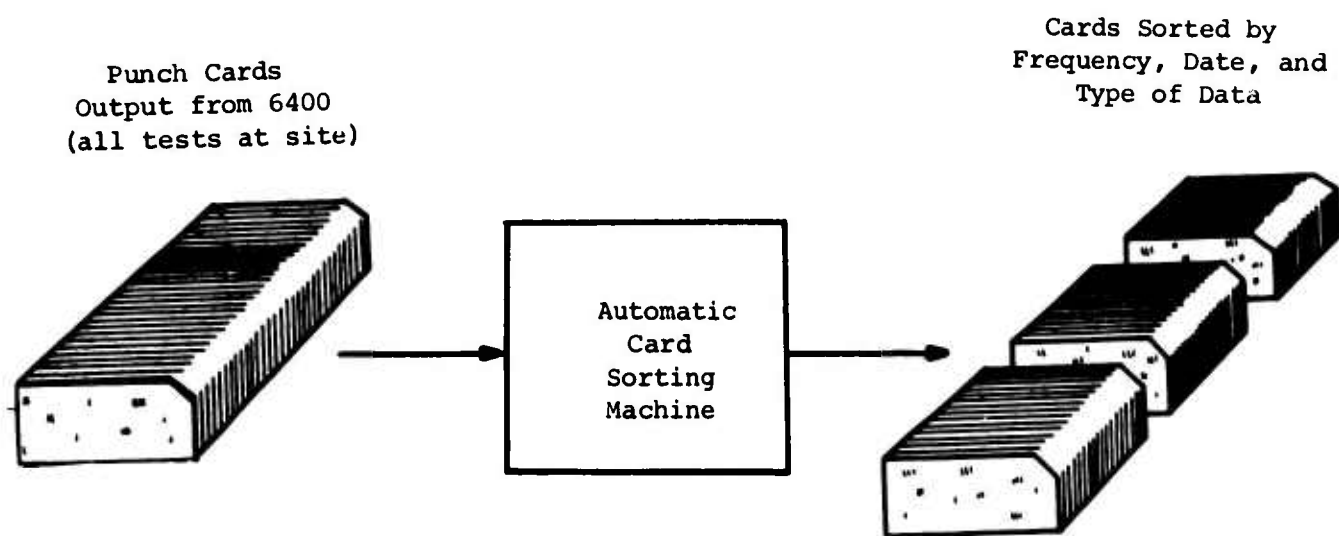 Punch Cards
Output from 6400
(all tests at site)
Cards Sorted by
Frequency, Date, and
Type of Data
Automatic
Card
Sorting
Machine